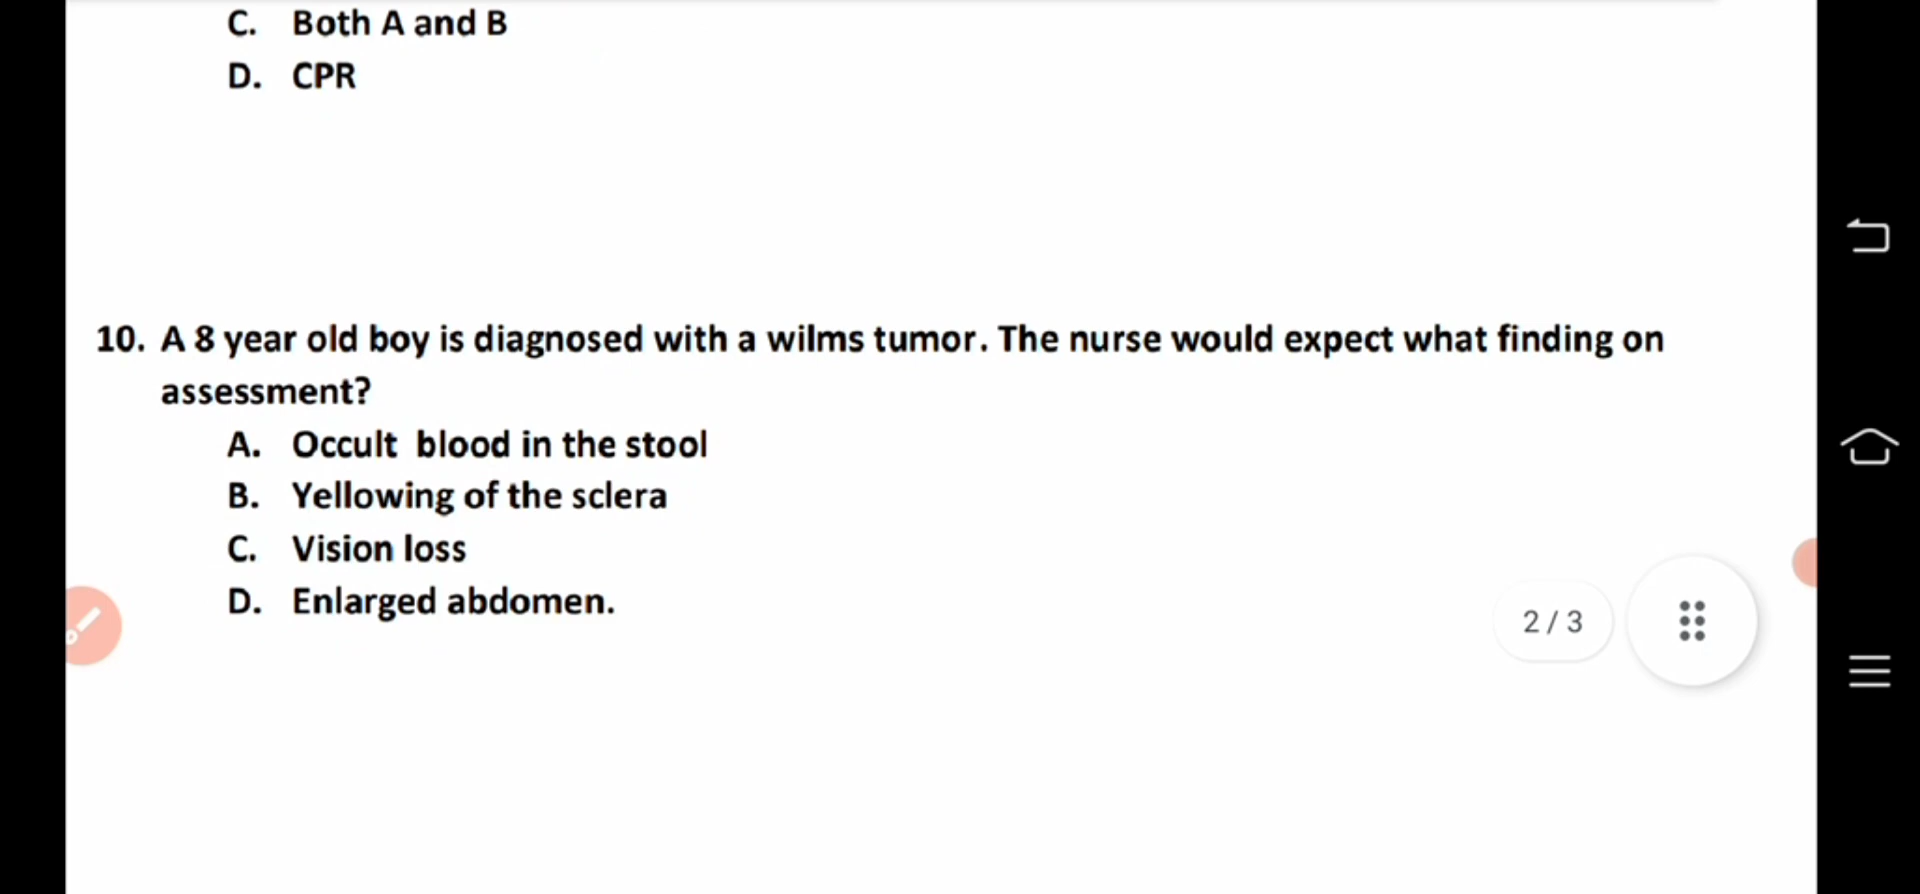 C. Both A and B
D. CPR
10. A 8 year old boy is diagnosed with a wilms tumor. The nurse would expect what finding on
assessment?
A. Occult blood in the stool
B. Yellowing of the sclera
C. Vision loss
D. Enlarged abdomen.
2 / 3